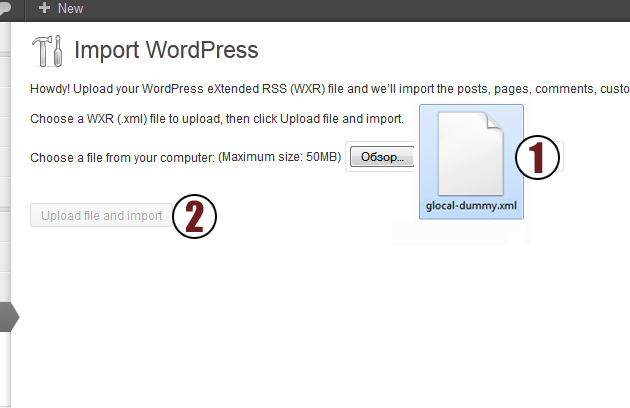 New
Import WordPress
Howdy! Upload your WordPress eXtended RSS (WXR) file and we'll import the posts, pages, comments, custo
Choose a WXR (.xml) file to upload, then click Upload file and import.
Choose a file from your computer: (Maximum size: 50MB) Обзор... 1
glocal-dummy.xml
Upload file and import 2